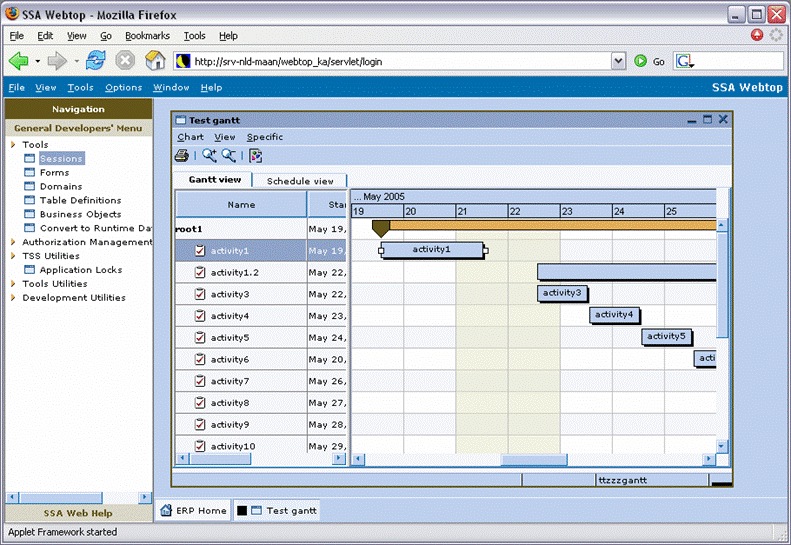 SSA Webtop - Mozilla Firefox
File Edit View Go Bookmarks Tools Help
http://srv-nld-maan/webtop_ka/servlet/login Go G
File View Tools Options Window Help SSA Webtop
Navigation
General Developers' Menu
Tools
Sessions
Forms
Domains
Table Definitions
Business Objects
Convert to Runtime Da
Authorization Management
TSS Utilities
Application Locks
Tools Utilities
Development Utilities
SSA Web Help
Test gantt
Chart View Specific
Gantt view Schedule view
... May 2005
Name Star 19 20 21 22 23 24 25
root1 May 19,
activity1 May 19, activity1
activity1.2 May 22,
activity3 May 22, activity3
activity4 May 23, activity4
activity5 May 24, activity5
activity6 May 20, acti
activity7 May 26,
activity8 May 27,
activity9 May 28,
activity10 May 29,
ttzzzgantt
ERP Home Test gantt
Applet Framework started